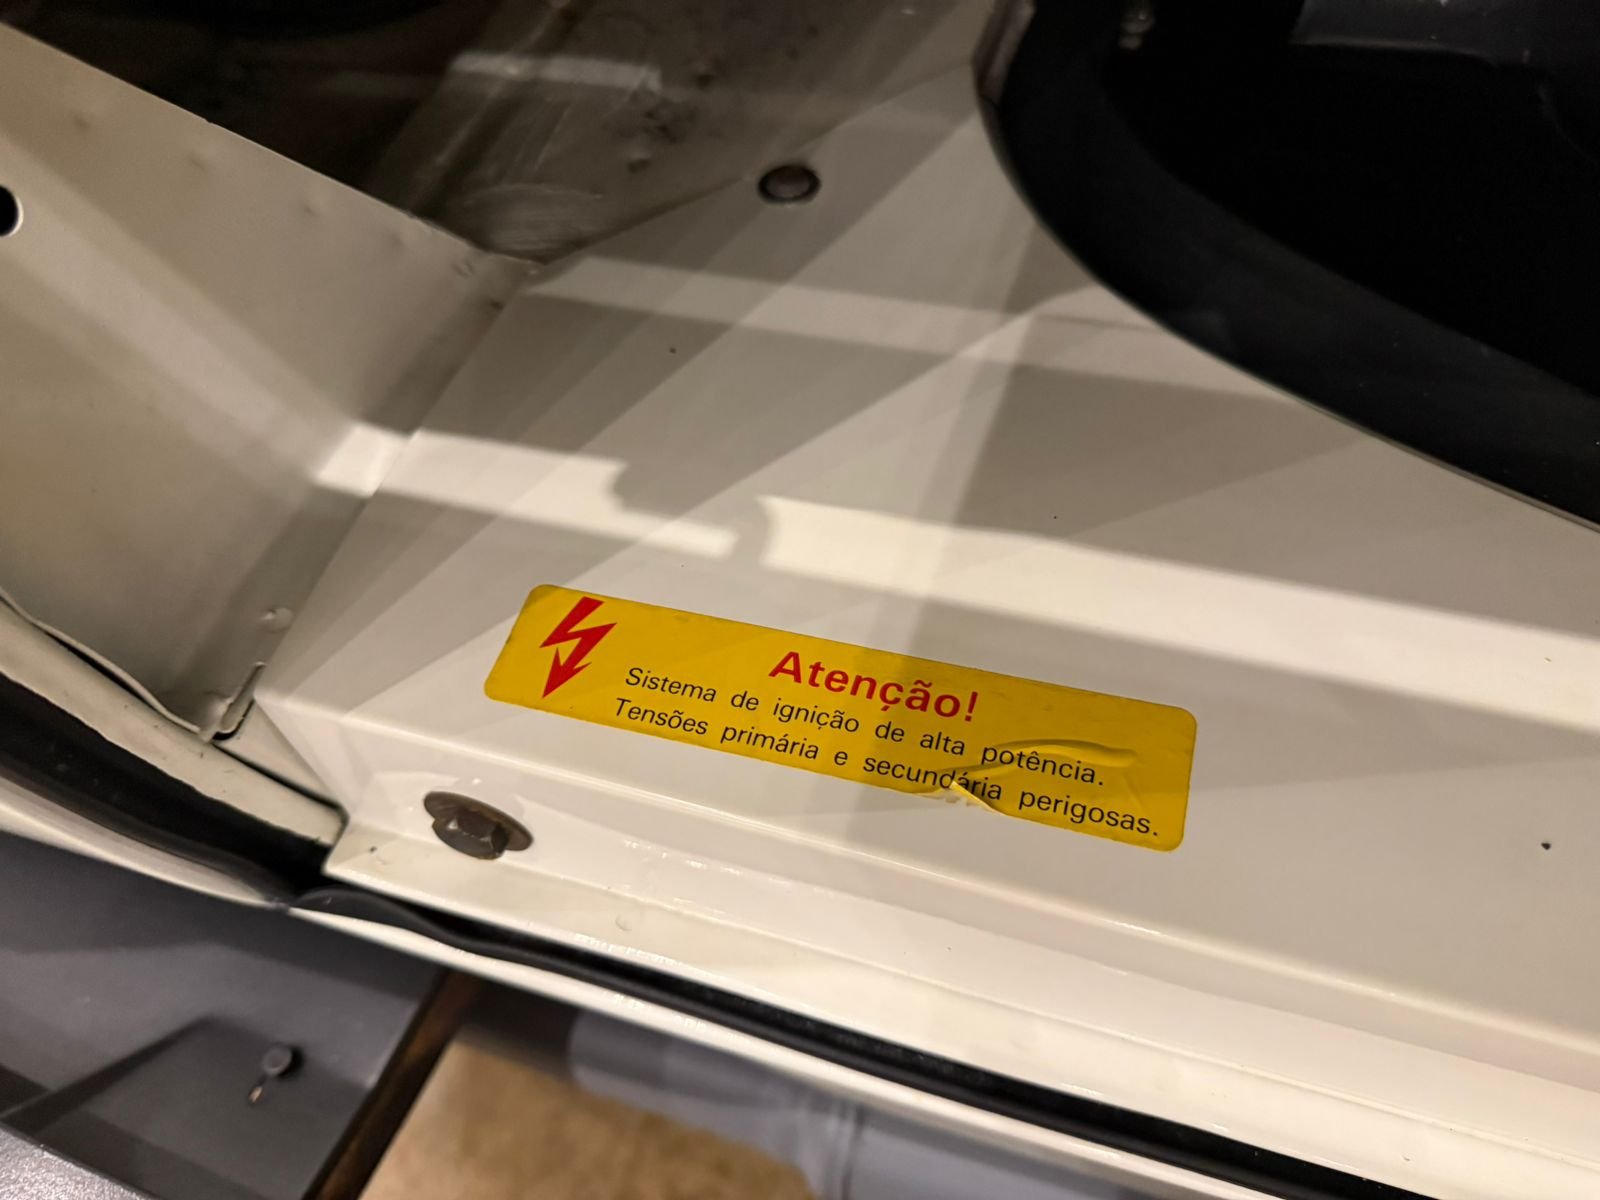 Atenção!
Sistema de ignição de alta potência.
Tensões primária e secundária perigosas.